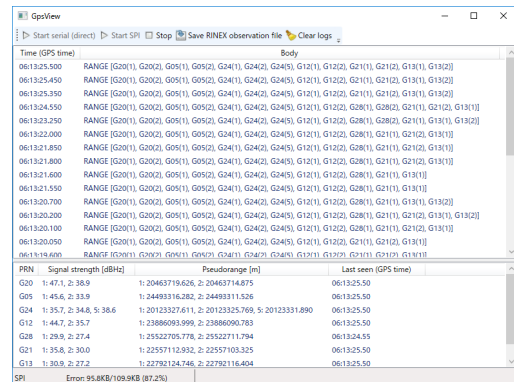 GpsView
Start serial (direct) Start SPI Stop Save RINEX observation file Clear logs
Time (GPS time) Body
06:13:25.500 RANGE [G20(1), G20(2), G05(1), G05(2), G24(1), G24(2), G24(5), G12(1), G12(2), G21(1), G21(2), G13(1), G13(2)]
06:13:25.450 RANGE [G20(1), G20(2), G05(1), G05(2), G24(1), G24(2), G24(5), G12(1), G12(2), G21(1), G21(2), G13(1), G13(2)]
06:13:25.350 RANGE [G20(1), G20(2), G05(1), G05(2), G24(1), G24(2), G24(5), G12(1), G12(2), G21(1), G21(2), G13(1), G13(2)]
06:13:24.550 RANGE [G20(1), G20(2), G05(1), G05(2), G24(1), G24(2), G24(5), G12(1), G12(2), G28(1), G28(2), G21(1), G21(2), G13(1)]
06:13:23.250 RANGE [G20(1), G20(2), G05(1), G05(2), G24(1), G24(2), G24(5), G12(1), G12(2), G28(1), G28(2), G21(1), G13(1), G13(2)]
06:13:22.000 RANGE [G20(1), G20(2), G05(1), G05(2), G24(1), G24(2), G24(5), G12(1), G12(2), G28(1), G21(1), G21(2), G13(1)]
06:13:21.850 RANGE [G20(1), G20(2), G05(1), G05(2), G24(1), G24(2), G24(5), G12(1), G12(2), G28(1), G21(1), G21(2), G13(1)]
06:13:21.800 RANGE [G20(1), G20(2), G05(1), G05(2), G24(1), G24(2), G24(5), G12(1), G12(2), G28(1), G21(1), G21(2), G13(1)]
06:13:21.600 RANGE [G20(1), G20(2), G05(1), G05(2), G24(1), G24(2), G24(5), G12(1), G12(2), G28(1), G21(1), G13(1)]
06:13:21.550 RANGE [G20(1), G20(2), G05(1), G05(2), G24(1), G24(2), G24(5), G12(1), G12(2), G28(1), G21(1), G13(1)]
06:13:20.700 RANGE [G20(1), G20(2), G05(1), G05(2), G24(1), G24(2), G24(5), G12(1), G12(2), G28(1), G21(1), G13(1), G13(2)]
06:13:20.200 RANGE [G20(1), G20(2), G05(1), G05(2), G24(1), G24(2), G24(5), G12(1), G12(2), G28(1), G21(1), G21(2), G13(1), G13(2)]
06:13:20.100 RANGE [G20(1), G20(2), G05(1), G05(2), G24(1), G24(2), G24(5), G12(1), G12(2), G28(1), G21(1), G21(2), G13(1)]
06:13:20.050 RANGE [G20(1), G20(2), G05(1), G05(2), G24(1), G24(2), G24(5), G12(1), G12(2), G28(1), G21(1), G21(2), G13(1)]
06:13:19.600 RANGE [G20(1), G20(2), G05(1), G05(2), G24(1), G24(2), G24(5), G12(1), G12(2), G28(1), G21(1), G21(2), G13(1)]
PRN Signal strength [dBHz] Pseudorange [m] Last seen (GPS time)
G20 1: 47.1, 2: 38.9 1: 20463719.626, 2: 20463714.875 06:13:25.50
G05 1: 45.6, 2: 33.9 1: 24493316.282, 2: 24493311.526 06:13:25.50
G24 1: 35.7, 2: 34.8, 5: 38.6 1: 20123327.611, 2: 20123325.769, 5: 20123331.890 06:13:25.50
G12 1: 44.7, 2: 35.7 1: 23886093.999, 2: 23886090.783 06:13:25.50
G28 1: 29.9, 2: 27.4 1: 25522705.778, 2: 25522711.794 06:13:24.55
G21 1: 35.8, 2: 30.0 1: 22557112.932, 2: 22557103.325 06:13:25.50
G13 1: 30.9, 2: 27.2 1: 22792124.746, 2: 22792116.404 06:13:25.50
SPI Error: 95.8KB/109.9KB (87.2%)